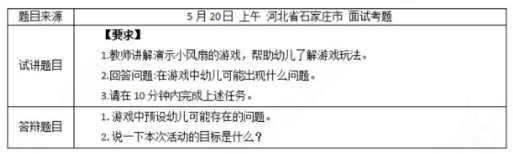 题目来源 5 月 20 日 上午 河北省石家庄市 面试考题
试讲题目
【要求】
1.教师讲解演示小风扇的游戏，帮助幼儿了解游戏玩法。
2.回答问题:在游戏中幼儿可能出现什么问题。
3.请在 10 分钟内完成上述任务。
答辩题目
1. 游戏中预设幼儿可能存在的问题。
2. 说一下本次活动的目标是什么？